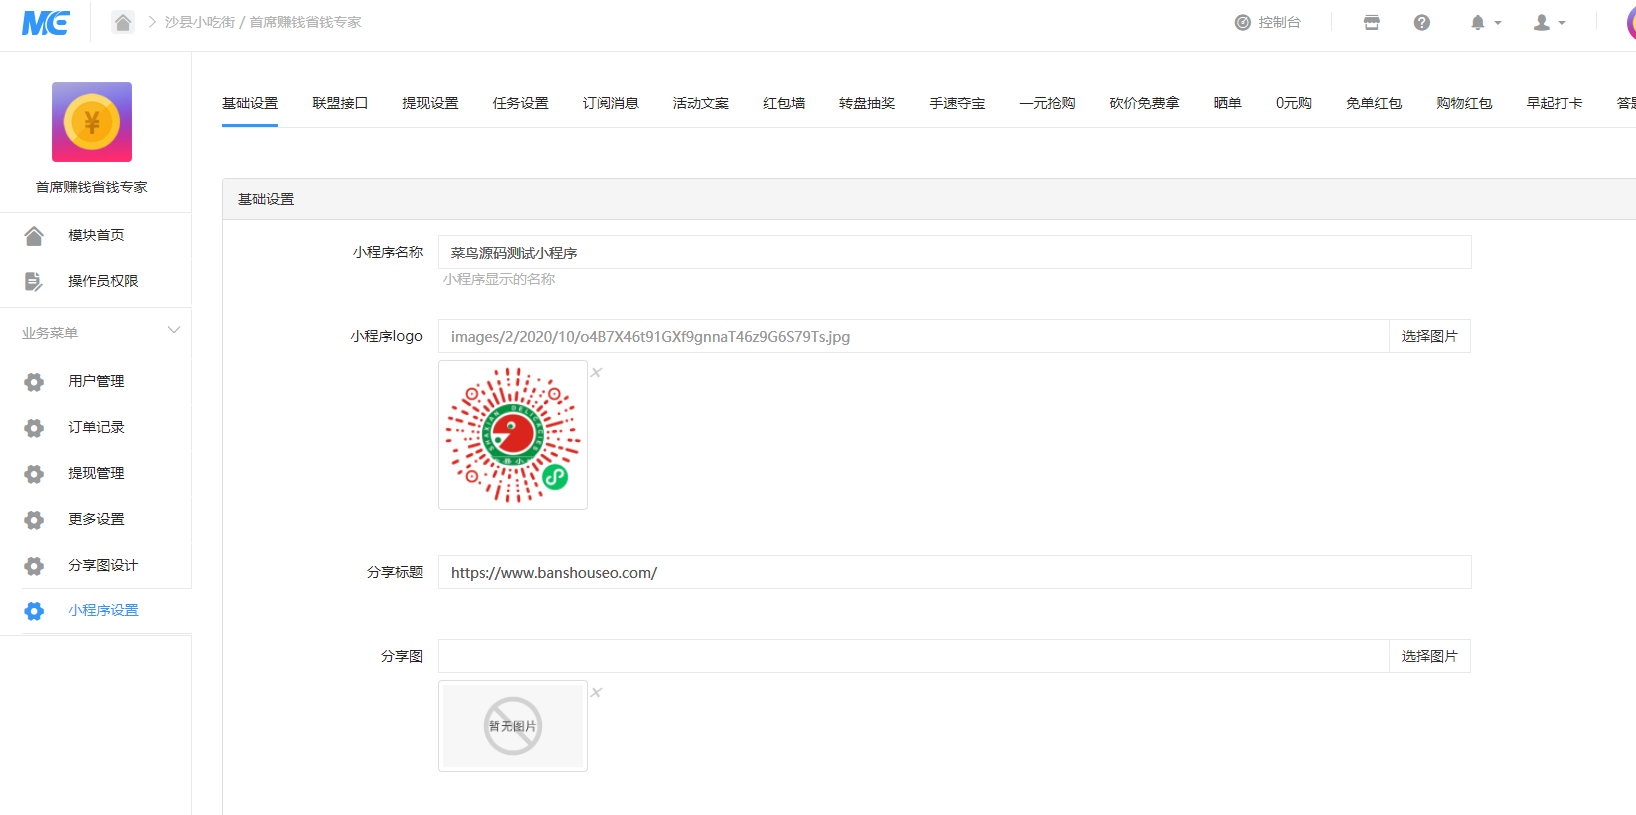 MC
沙县小吃街 / 首席赚钱省钱专家
控制台
首席赚钱省钱专家
模块首页
操作员权限
业务菜单
用户管理
订单记录
提现管理
更多设置
分享图设计
小程序设置
基础设置 联盟接口 提现设置 任务设置 订阅消息 活动文案 红包墙 转盘抽奖 手速夺宝 一元抢购 砍价免费拿 晒单 0元购 免单红包 购物红包 早起打卡
基础设置
小程序名称 菜鸟源码测试小程序
小程序显示的名称
小程序logo images/2/2020/10/o4B7X46t91GXf9gnnaT46z9G6S79Ts.jpg 选择图片
分享标题 https://www.banshouseo.com/
分享图 选择图片
暂无图片